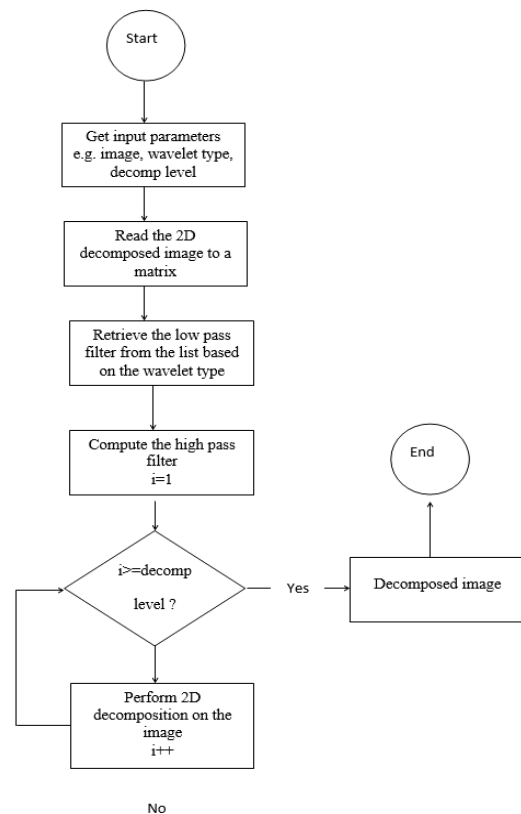 Start
Get input parameters
e.g. image, wavelet type,
decomp level
Read the 2D
decomposed image to a
matrix
Retrieve the low pass
filter from the list based
on the wavelet type
Compute the high pass
filter
i=1
End
i>=decomp
level ?
Yes
Decomposed image
Perform 2D
decomposition on the
image
i++
No